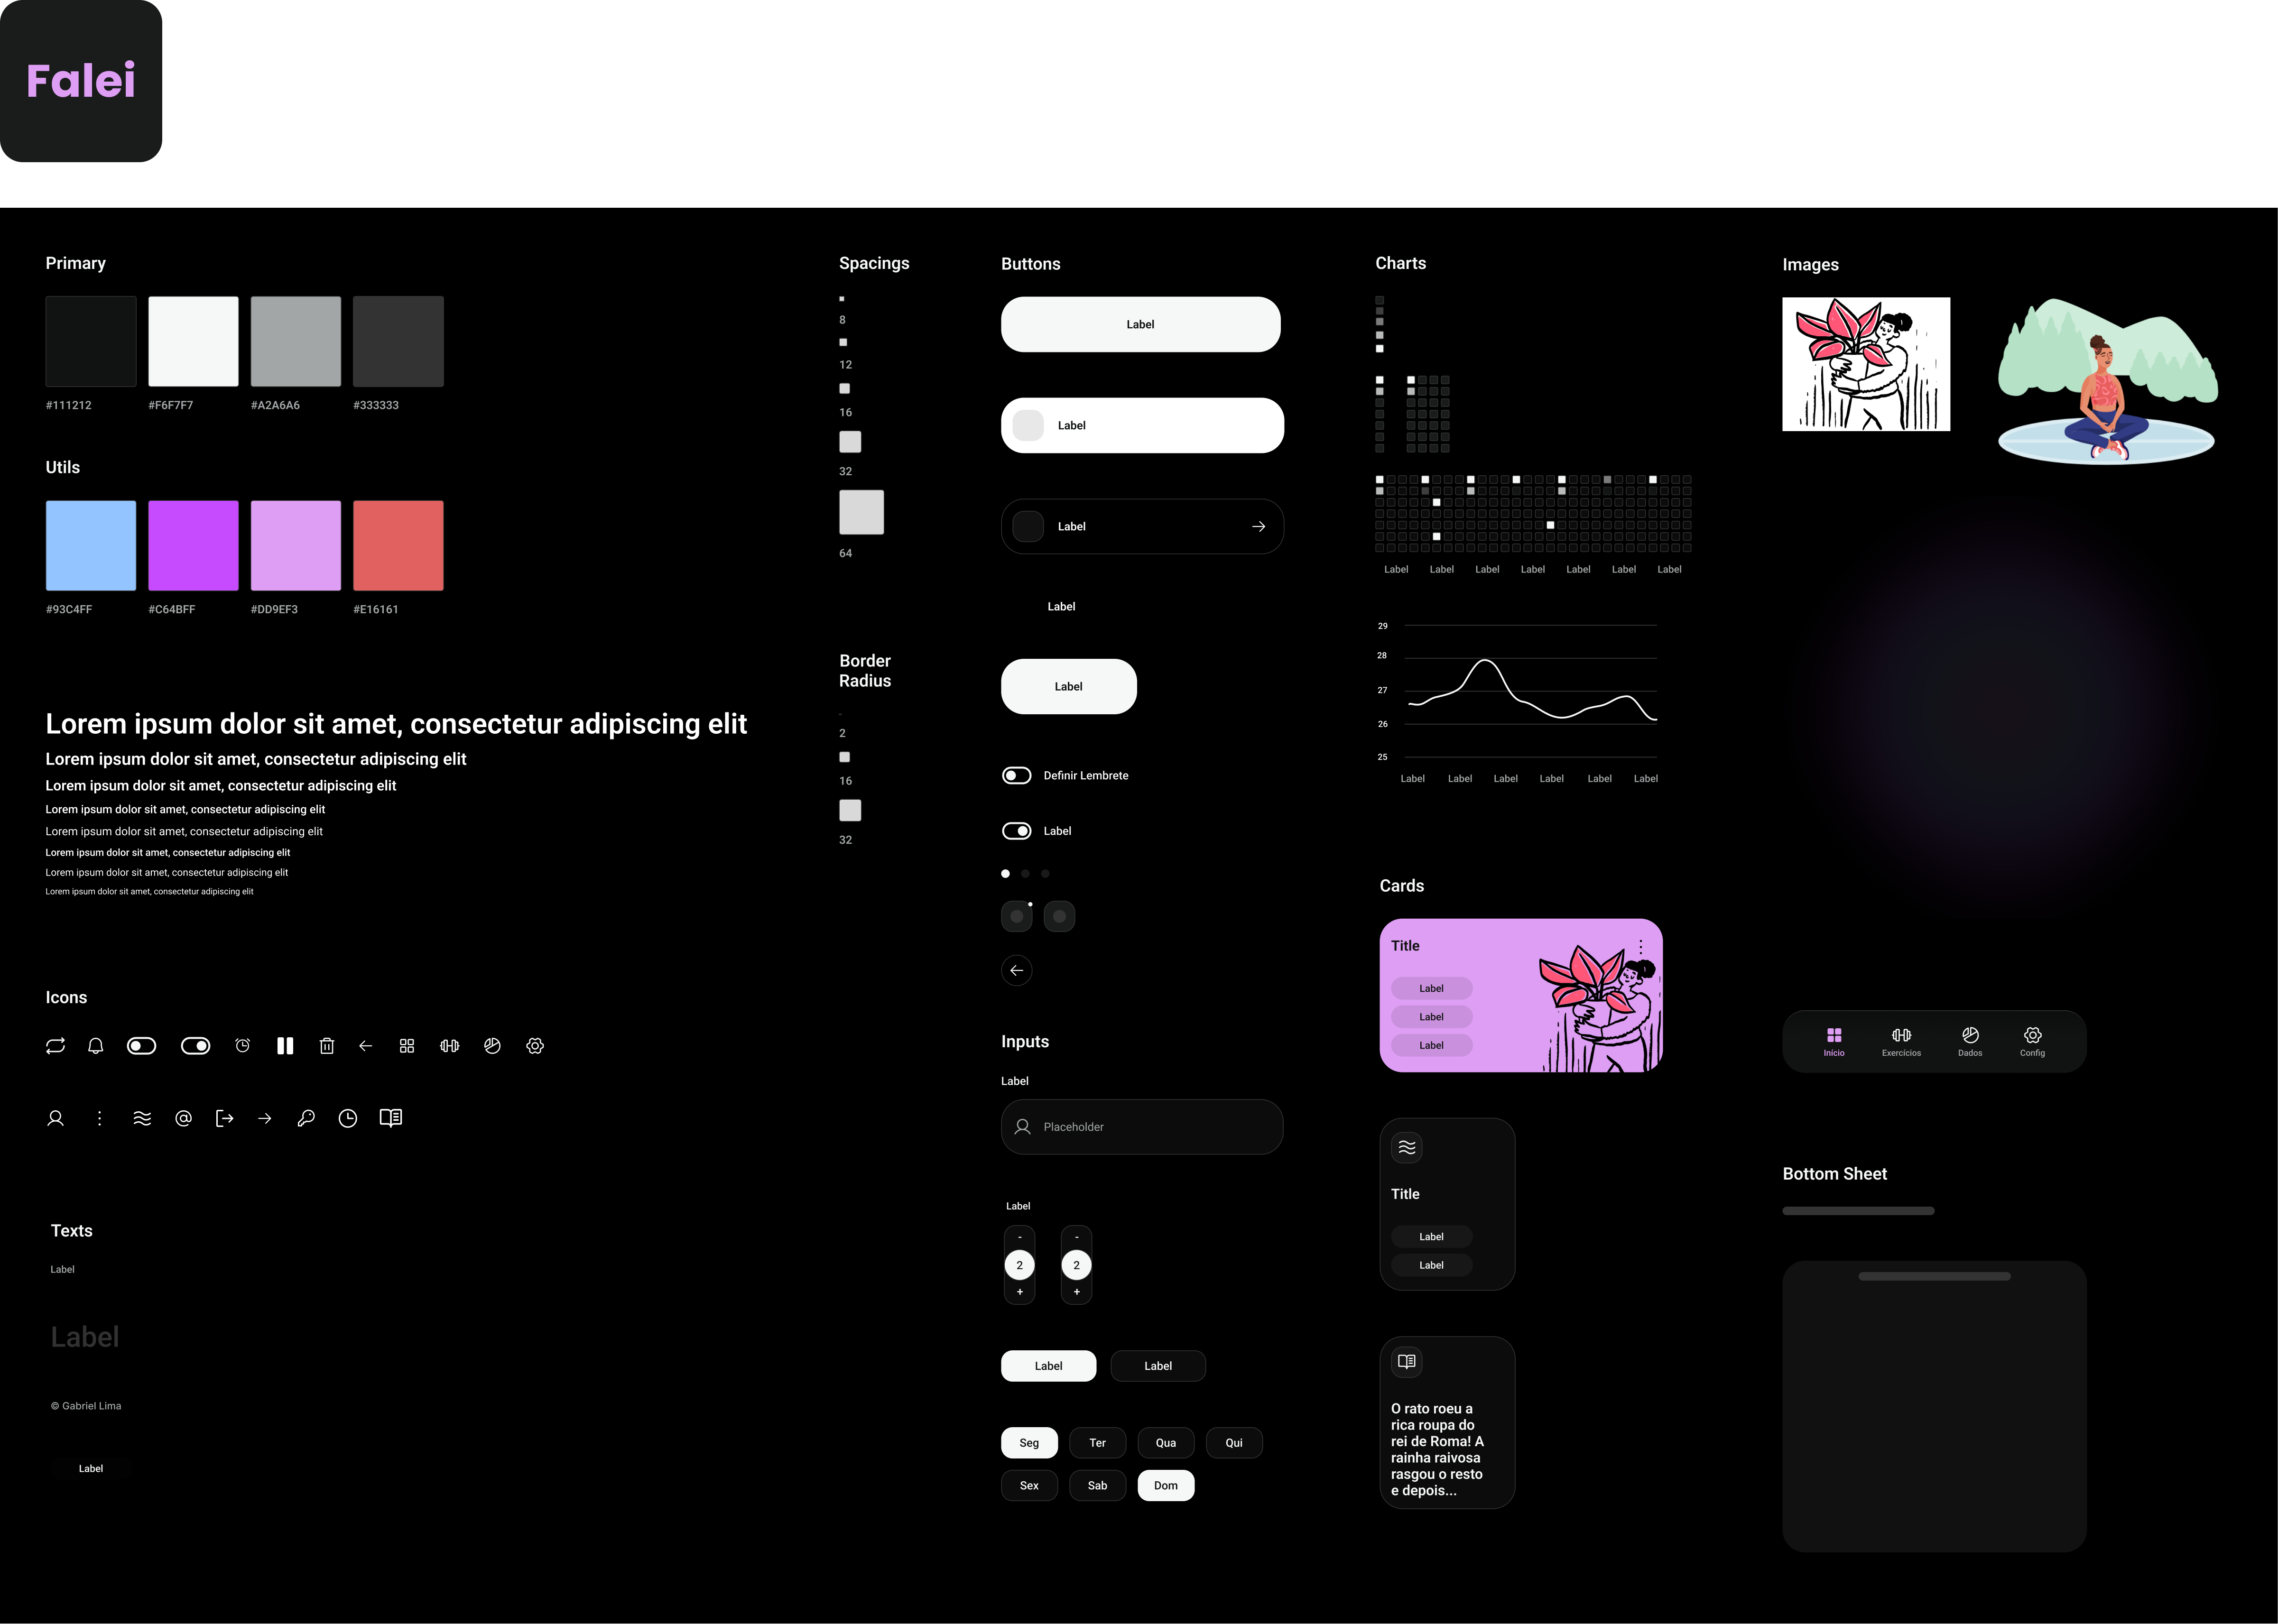 Falei
Primary
#111212
#F6F7F7
#A2A6A6
#333333
Utils
#93C4FF
#C64BFF
#DD9EF3
#E16161
Lorem ipsum dolor sit amet, consectetur adipiscing elit
Lorem ipsum dolor sit amet, consectetur adipiscing elit
Lorem ipsum dolor sit amet, consectetur adipiscing elit
Lorem ipsum dolor sit amet, consectetur adipiscing elit
Lorem ipsum dolor sit amet, consectetur adipiscing elit
Lorem ipsum dolor sit amet, consectetur adipiscing elit
Lorem ipsum dolor sit amet, consectetur adipiscing elit
Lorem ipsum dolor sit amet, consectetur adipiscing elit
Icons
Texts
Label
Label
© Gabriel Lima
Label
Spacings
8
12
16
32
64
Border
Radius
2
16
32
Buttons
Label
Label
Label
Label
Label
Definir Lembrete
Label
Inputs
Label
Placeholder
Label
- -
2 2
+ +
Label Label
Seg Ter Qua Qui
Sex Sab Dom
Charts
Label Label Label Label Label Label Label
29
28
27
26
25
Label Label Label Label Label Label
Cards
Title
Label
Label
Label
Title
Label
Label
O rato roeu a
rica roupa do
rei de Roma! A
rainha raivosa
rasgou o resto
e depois...
Images
Início Exercícios Dados Config
Bottom Sheet